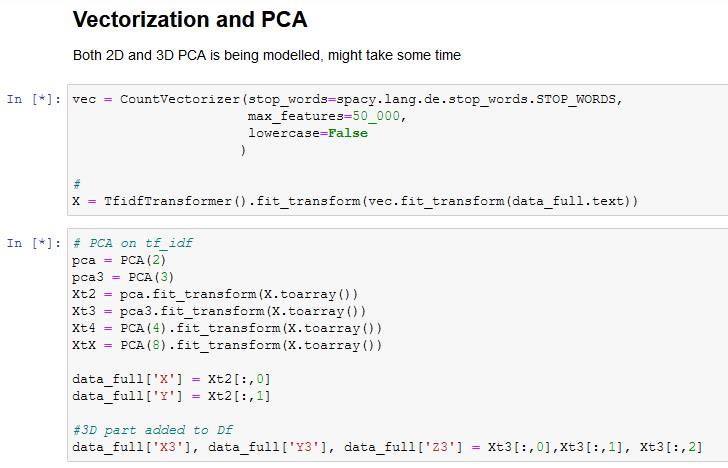 Vectorization and PCA
Both 2D and 3D PCA is being modelled, might take some time
In [*]: vec = CountVectorizer(stop_words=spacy.lang.de.stop_words.STOP_WORDS,
max_features=50_000,
lowercase=False
)
#
X = TfidfTransformer().fit_transform(vec.fit_transform(data_full.text))
In [*]: # PCA on tf_idf
pca = PCA(2)
pca3 = PCA(3)
Xt2 = pca.fit_transform(X.toarray())
Xt3 = pca3.fit_transform(X.toarray())
Xt4 = PCA(4).fit_transform(X.toarray())
XtX = PCA(8).fit_transform(X.toarray())
data_full['X'] = Xt2[:,0]
data_full['Y'] = Xt2[:,1]
#3D part added to Df
data_full['X3'], data_full['Y3'], data_full['Z3'] = Xt3[:,0],Xt3[:,1], Xt3[:,2]